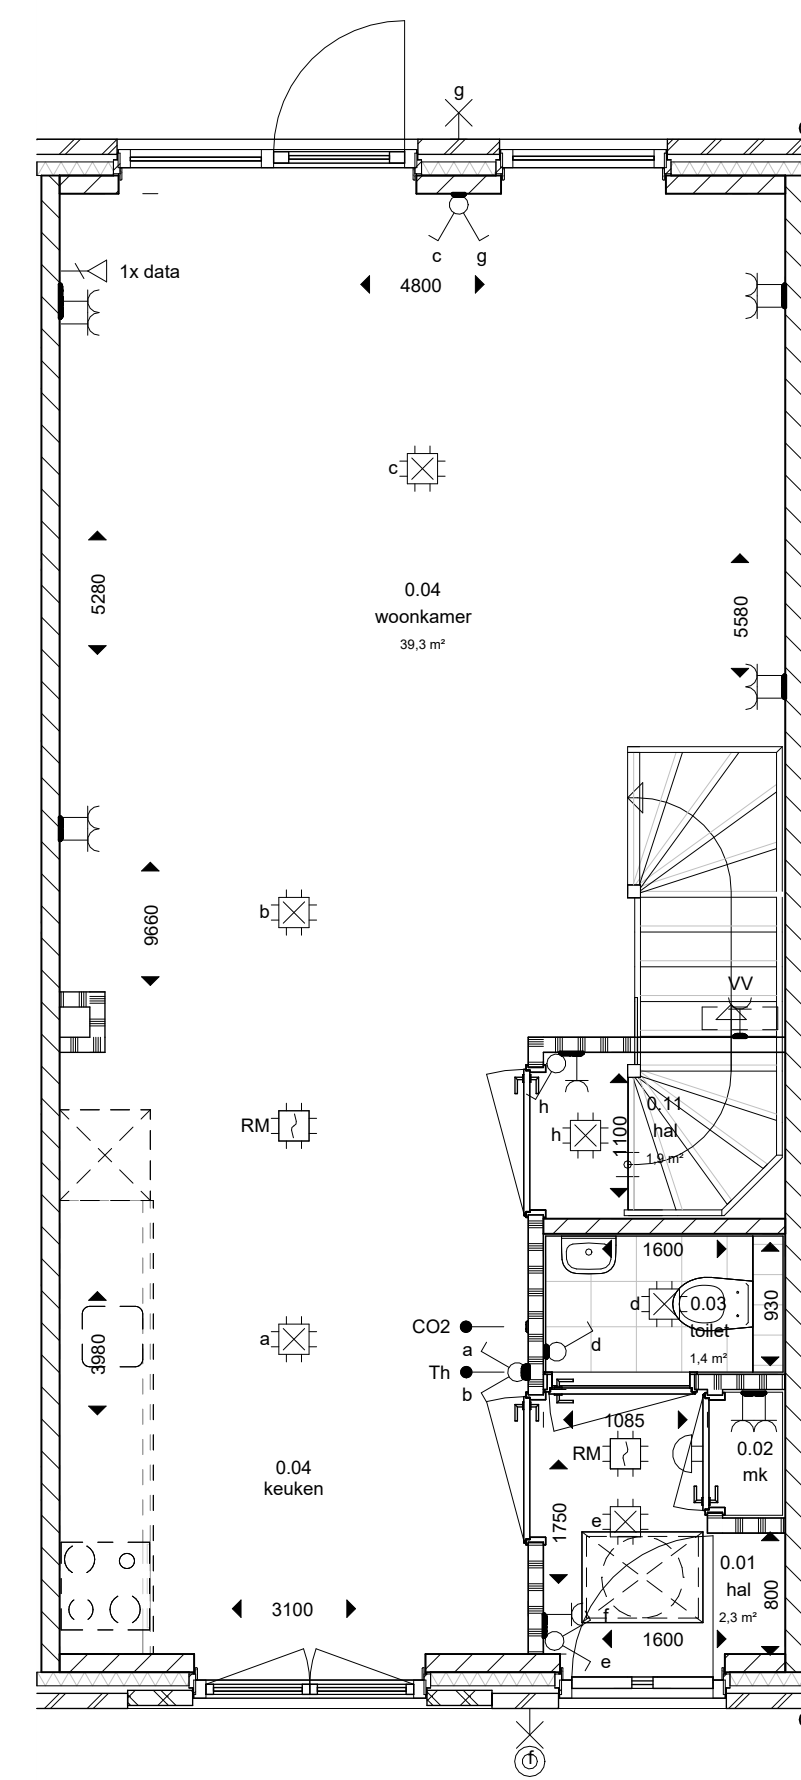 g
c
g
1x data
4800
c
5280
0.04
woonkamer
39,3 m²
5580
b
9660
VV
RM
h
h
1100
0.11
hal
1,9 m²
1600
d
0.03
toilet
1,4 m²
930
CO2
a
Th
b
d
a
3980
1085
RM
0.02
mk
0.04
keuken
e
1750
0.01
hal
2,3 m²
800
3100
f
1600
e
f